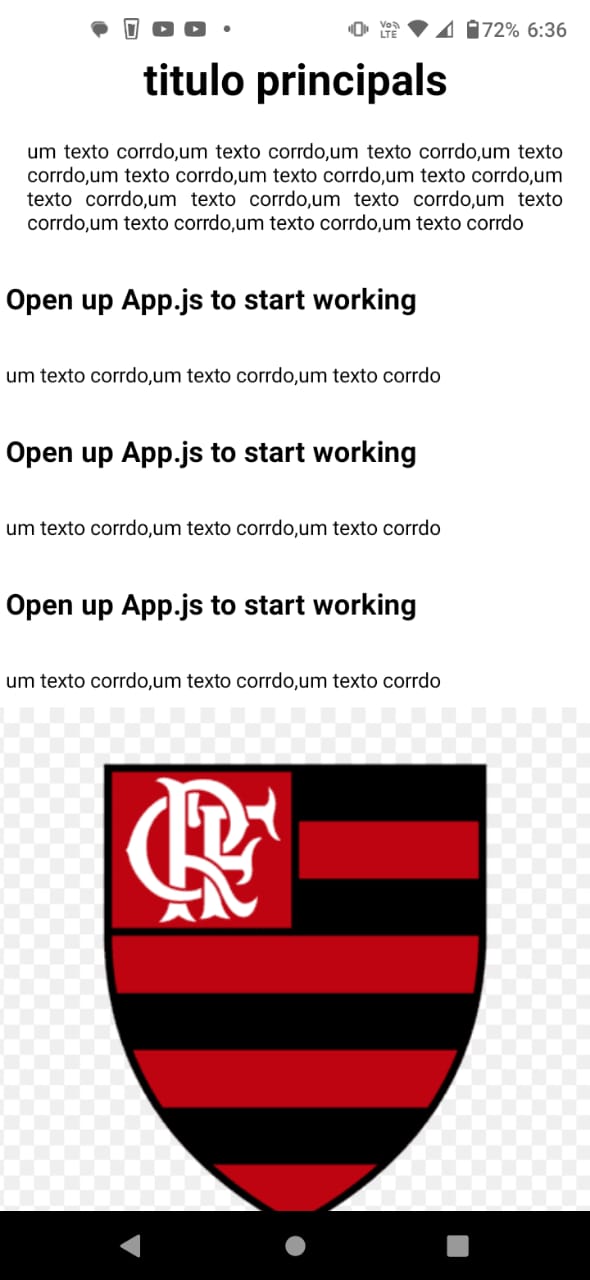 Vo))
LTE
72% 6:36
titulo principals
um texto corrdo,um texto corrdo,um texto corrdo,um texto
corrdo,um texto corrdo,um texto corrdo,um texto corrdo,um
texto corrdo,um texto corrdo,um texto corrdo,um texto
corrdo,um texto corrdo,um texto corrdo,um texto corrdo
Open up App.js to start working
um texto corrdo,um texto corrdo,um texto corrdo
Open up App.js to start working
um texto corrdo,um texto corrdo,um texto corrdo
Open up App.js to start working
um texto corrdo,um texto corrdo,um texto corrdo
CRF